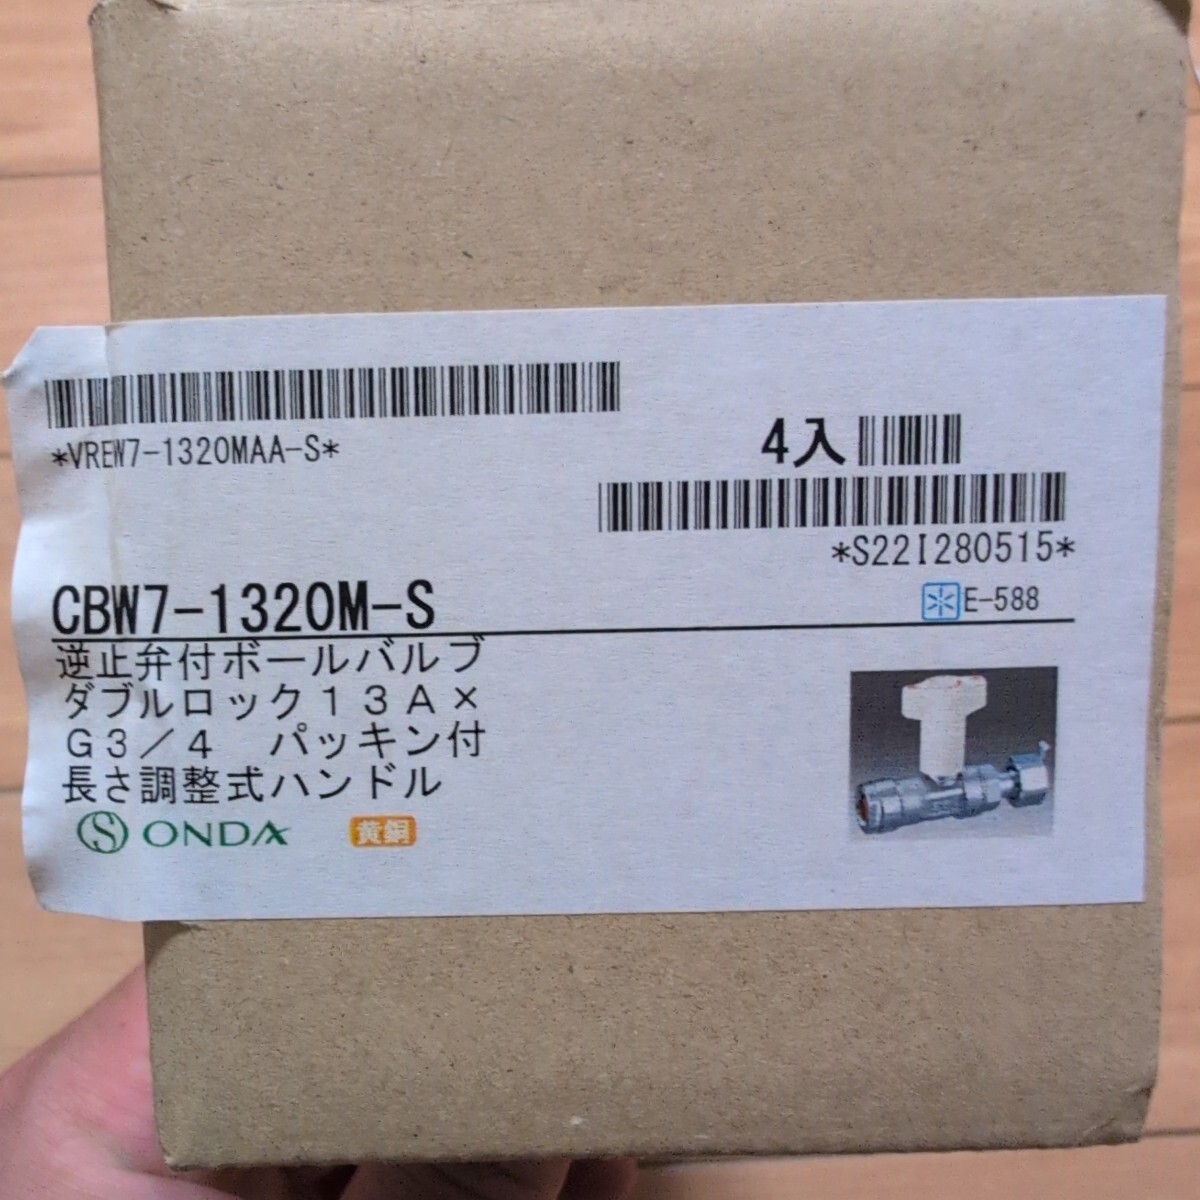 *VREW7-1320MAA-S*
4入
*S22I280515*
CBW7-1320M-S
E-588
逆止弁付ボールバルブ
ダブルロック13A×
G3/4 パッキン付
長さ調整式ハンドル
ONDA
黄銅